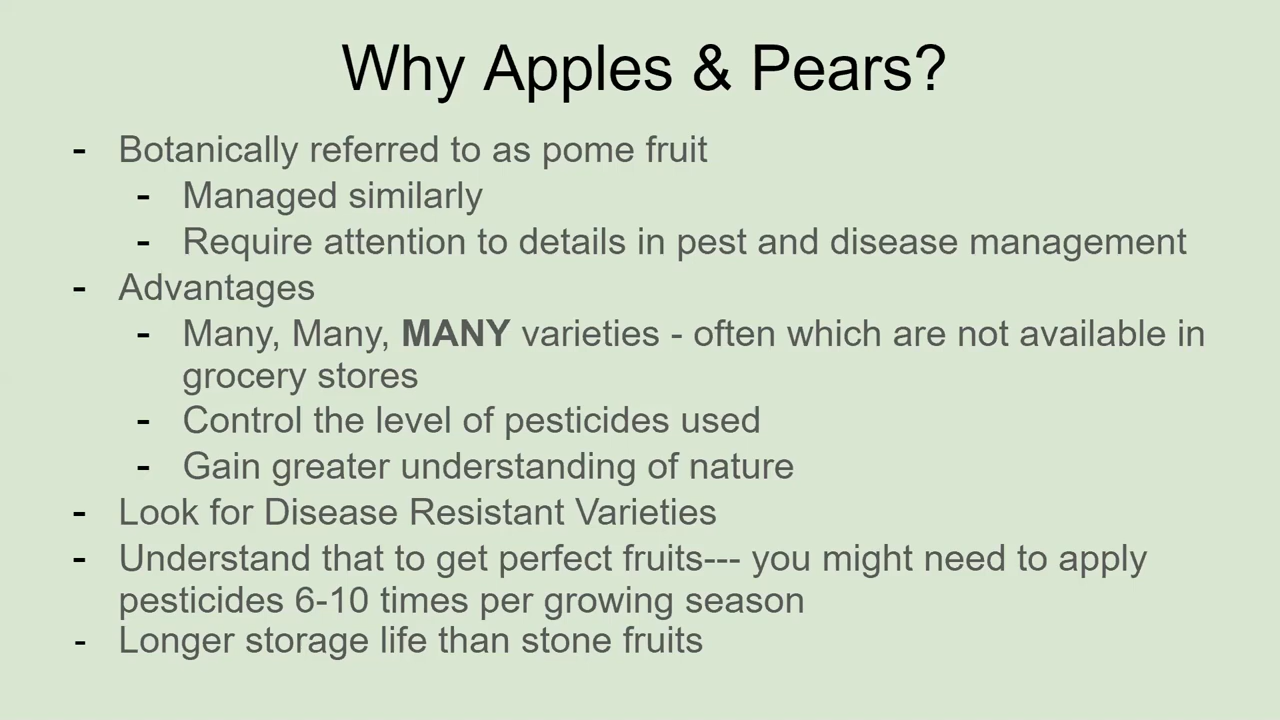 Why Apples & Pears?
- Botanically referred to as pome fruit
- Managed similarly
- Require attention to details in pest and disease management
- Advantages
- Many, Many, MANY varieties - often which are not available in
grocery stores
- Control the level of pesticides used
- Gain greater understanding of nature
- Look for Disease Resistant Varieties
- Understand that to get perfect fruits--- you might need to apply
pesticides 6-10 times per growing season
- Longer storage life than stone fruits